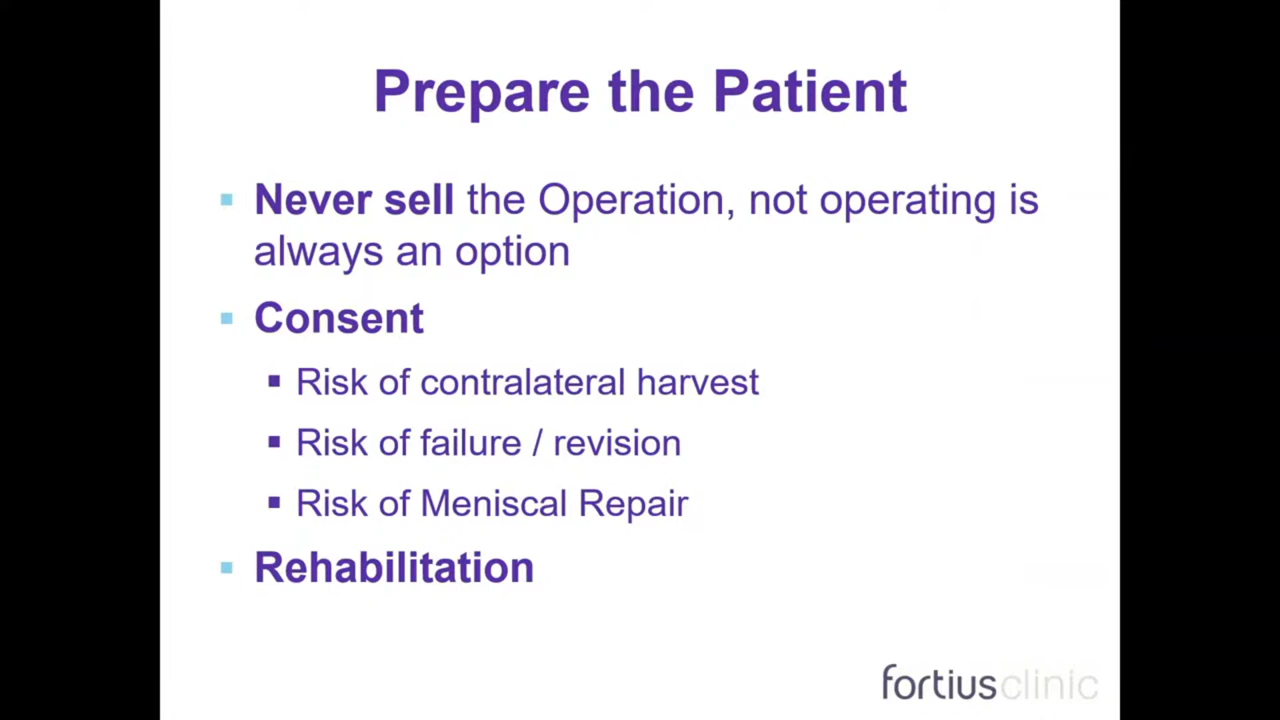 Prepare the Patient
Never sell the Operation, not operating is
always an option
Consent
Risk of contralateral harvest
Risk of failure / revision
Risk of Meniscal Repair
Rehabilitation
fortiusclinic